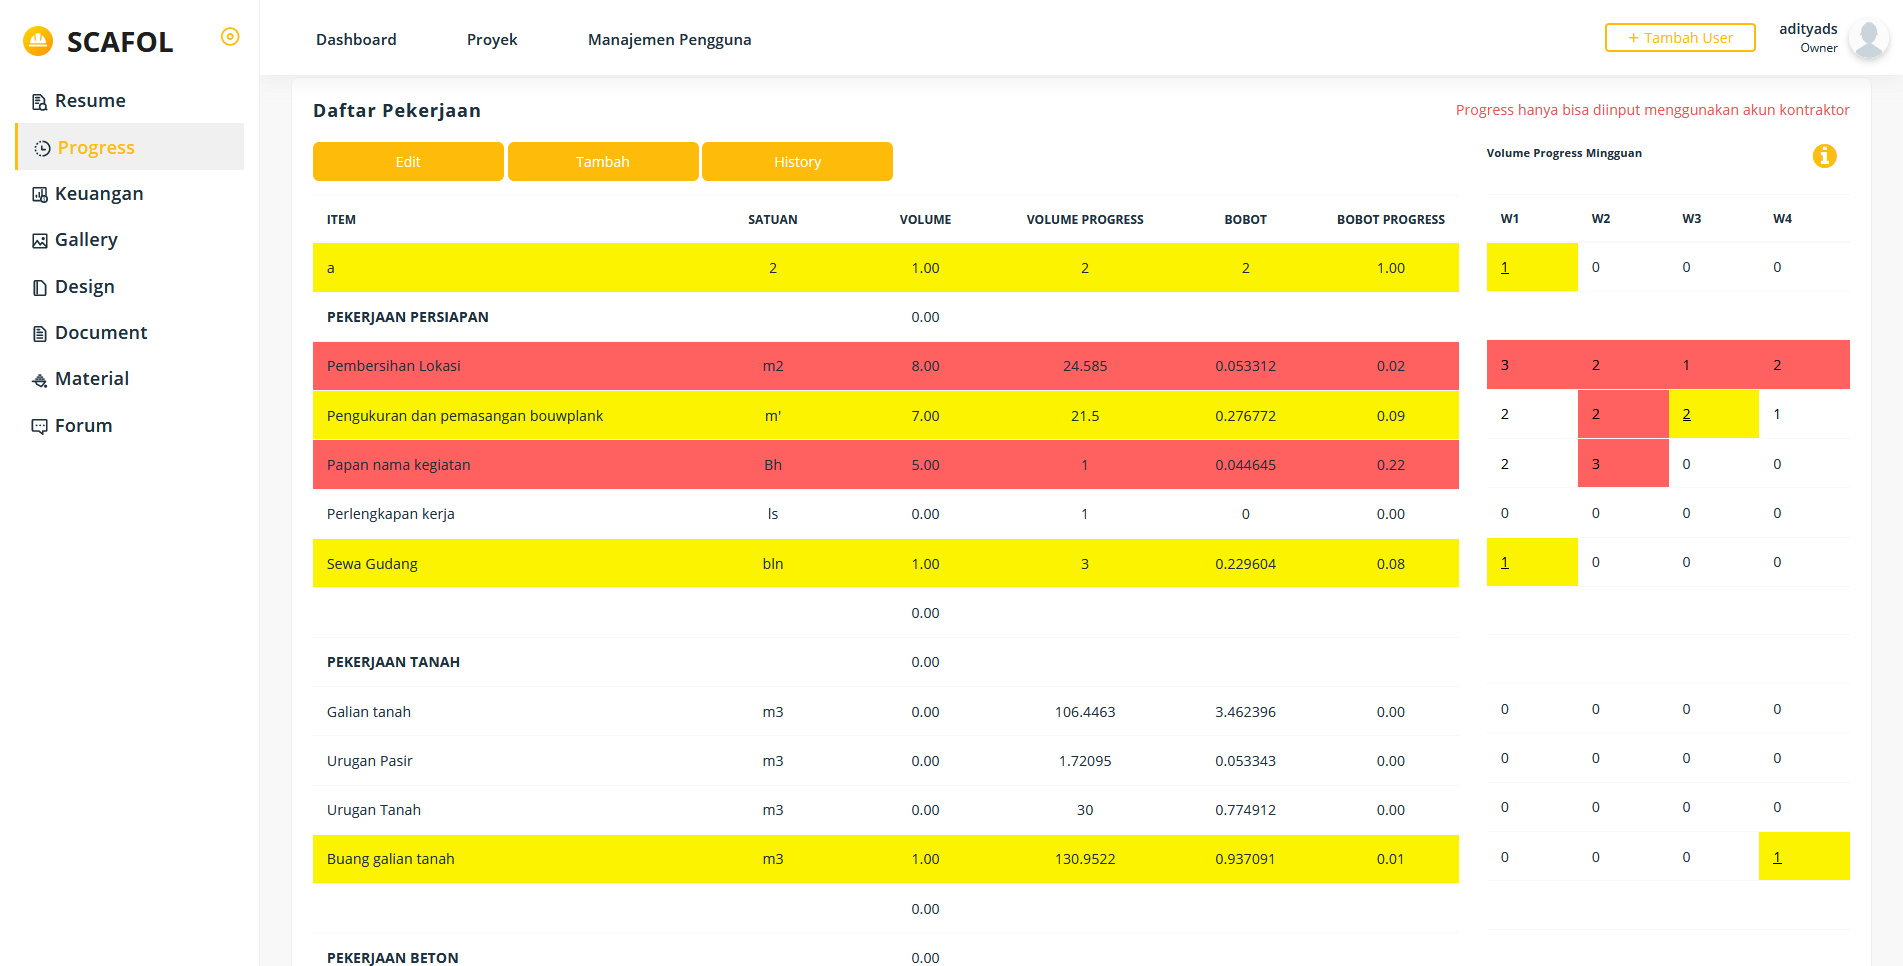 SCAFOL
Dashboard Proyek Manajemen Pengguna
+ Tambah User
adityads
Owner
Resume
Progress
Keuangan
Gallery
Design
Document
Material
Forum
Daftar Pekerjaan
Progress hanya bisa diinput menggunakan akun kontraktor
Edit Tambah History
Volume Progress Mingguan
ITEM SATUAN VOLUME VOLUME PROGRESS BOBOT BOBOT PROGRESS W1 W2 W3 W4
a 2 1.00 2 2 1.00 1 0 0 0
PEKERJAAN PERSIAPAN 0.00
Pembersihan Lokasi m2 8.00 24.585 0.053312 0.02 3 2 1 2
Pengukuran dan pemasangan bouwplank m' 7.00 21.5 0.276772 0.09 2 2 2 1
Papan nama kegiatan Bh 5.00 1 0.044645 0.22 2 3 0 0
Perlengkapan kerja ls 0.00 1 0 0.00 0 0 0 0
Sewa Gudang bln 1.00 3 0.229604 0.08 1 0 0 0
0.00
PEKERJAAN TANAH 0.00
Galian tanah m3 0.00 106.4463 3.462396 0.00 0 0 0 0
Urugan Pasir m3 0.00 1.72095 0.053343 0.00 0 0 0 0
Urugan Tanah m3 0.00 30 0.774912 0.00 0 0 0 0
Buang galian tanah m3 1.00 130.9522 0.937091 0.01 0 0 0 1
0.00
PEKERJAAN BETON 0.00